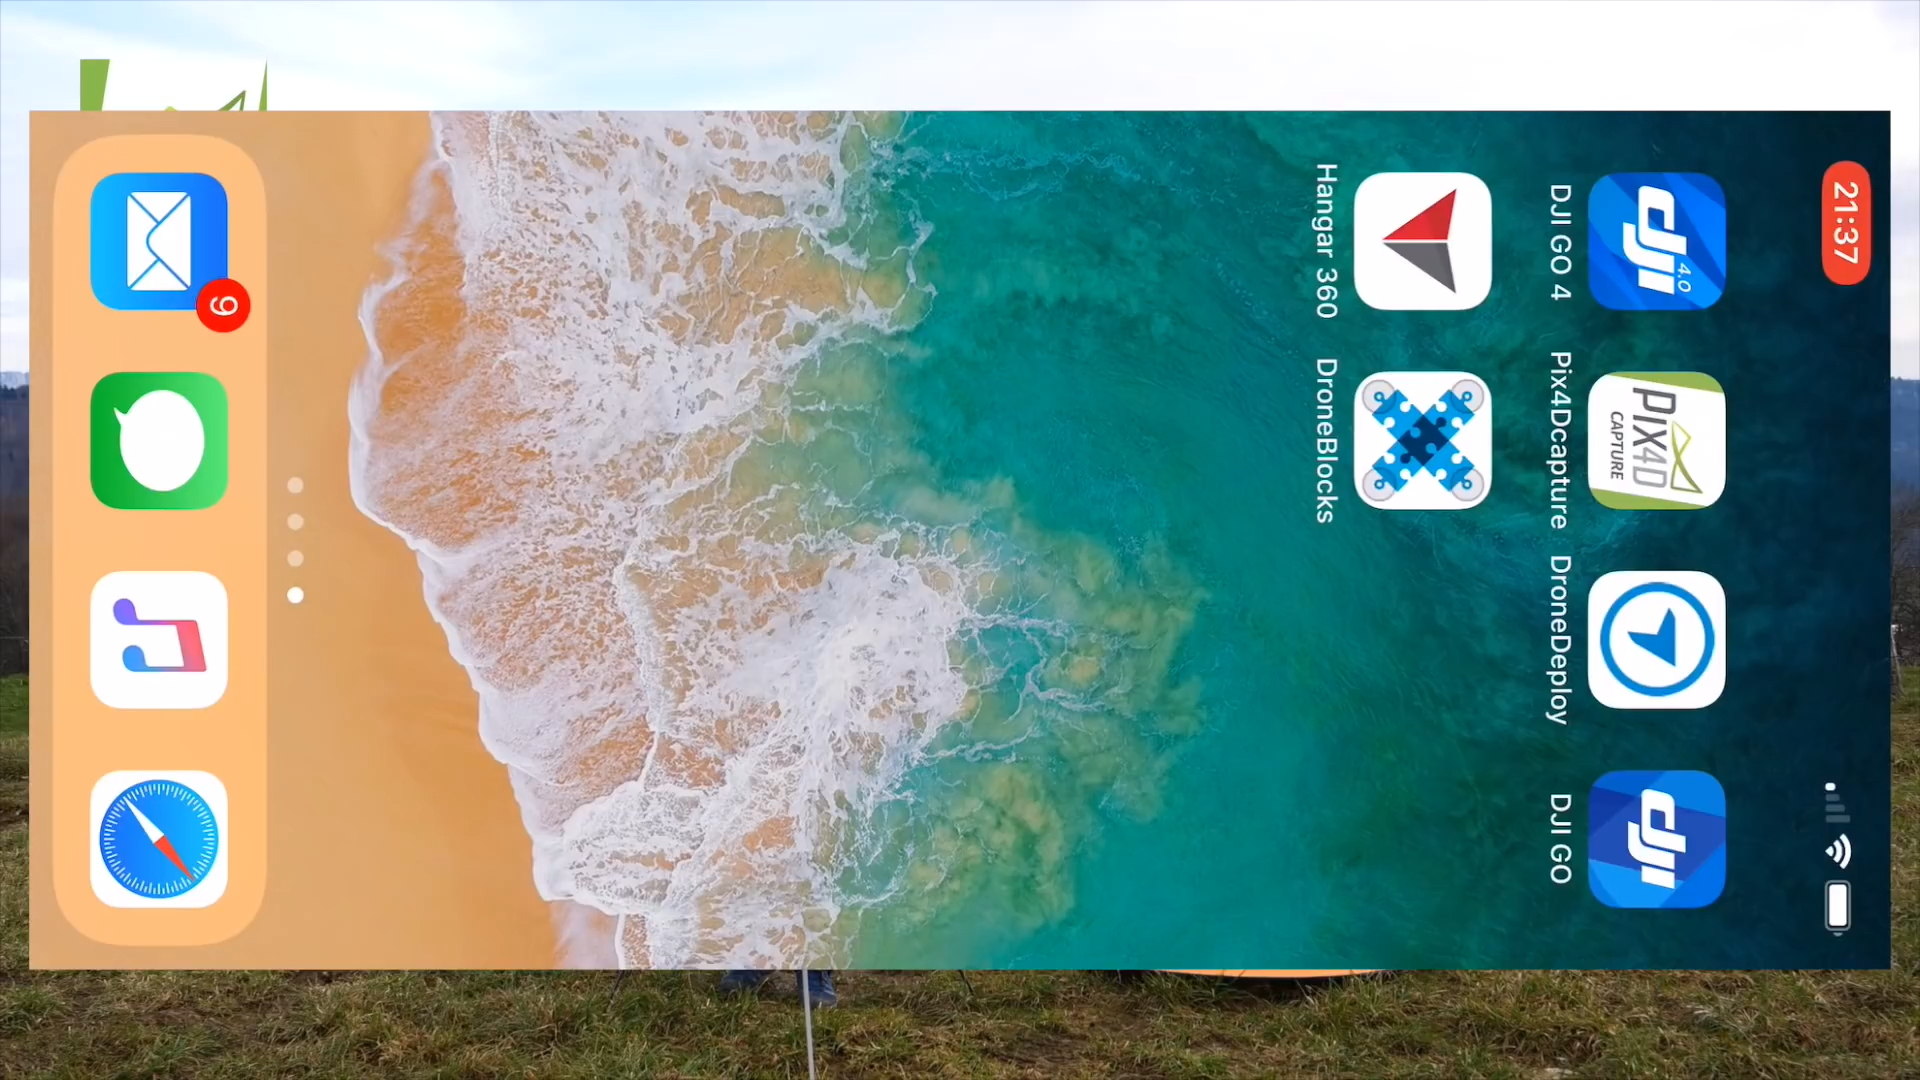 21:37
DJI 4.0
PIX4D
CAPTURE
DJI
DJI GO 4
Pix4Dcapture
DroneDeploy
DJI GO
Hangar 360
DroneBlocks
9